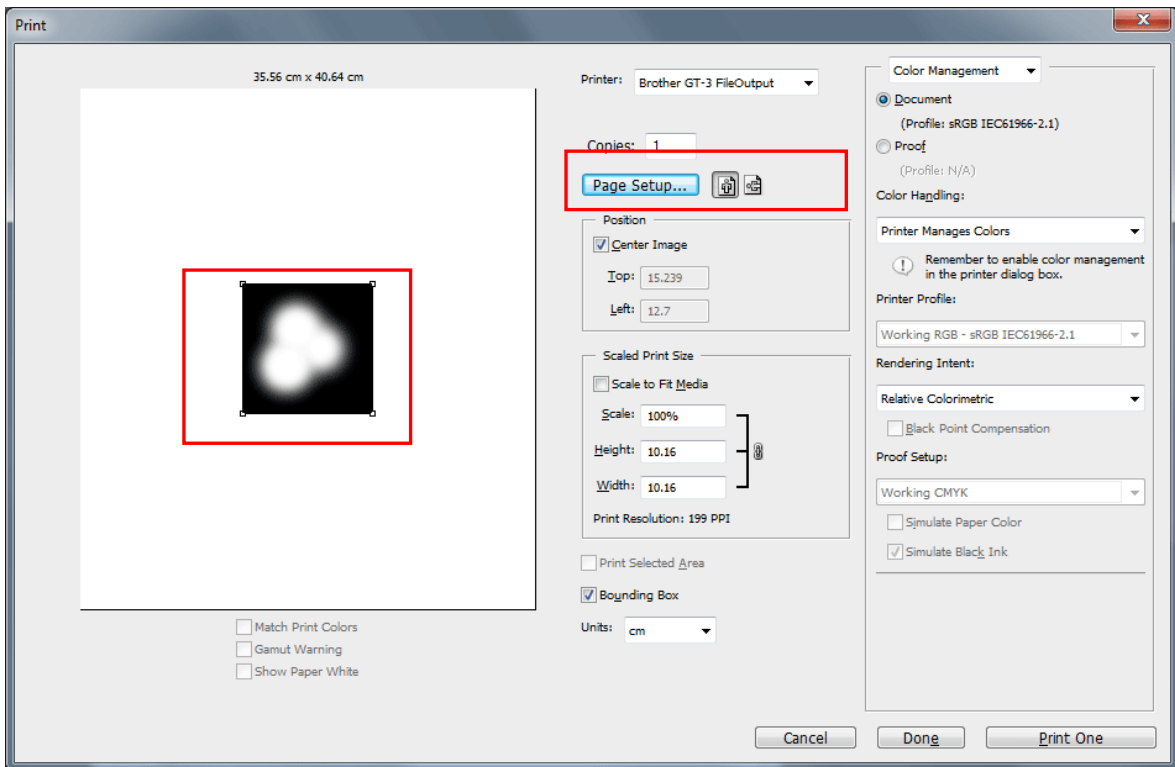 Print
35.56 cm x 40.64 cm
Match Print Colors
Gamut Warning
Show Paper White
Printer: Brother GT-3 FileOutput
Copies: 1
Page Setup...
Position
Center Image
Top: 15.239
Left: 12.7
Scaled Print Size
Scale to Fit Media
Scale: 100%
Height: 10.16
Width: 10.16
Print Resolution: 199 PPI
Print Selected Area
Bounding Box
Units: cm
Color Management
Document
(Profile: sRGB IEC61966-2.1)
Proof
(Profile: N/A)
Color Handling:
Printer Manages Colors
Remember to enable color management
in the printer dialog box.
Printer Profile:
Working RGB - sRGB IEC61966-2.1
Rendering Intent:
Relative Colorimetric
Black Point Compensation
Proof Setup:
Working CMYK
Simulate Paper Color
Simulate Black Ink
Cancel
Done
Print One